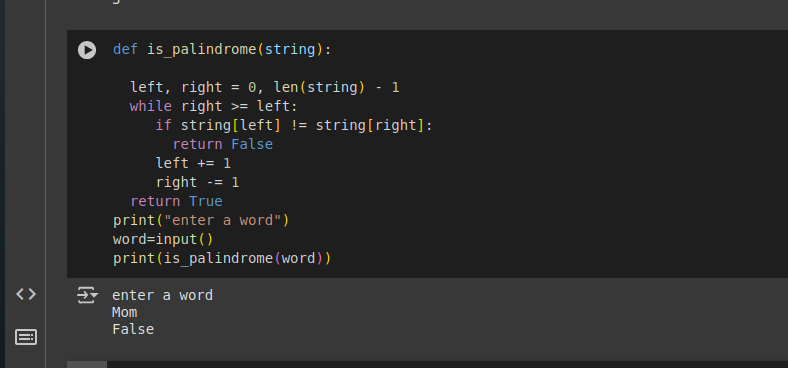 def is_palindrome(string):
left, right = 0, len(string) - 1
while right >= left:
if string[left] != string[right]:
return False
left += 1
right -= 1
return True
print("enter a word")
word=input()
print(is_palindrome(word))
enter a word
Mom
False